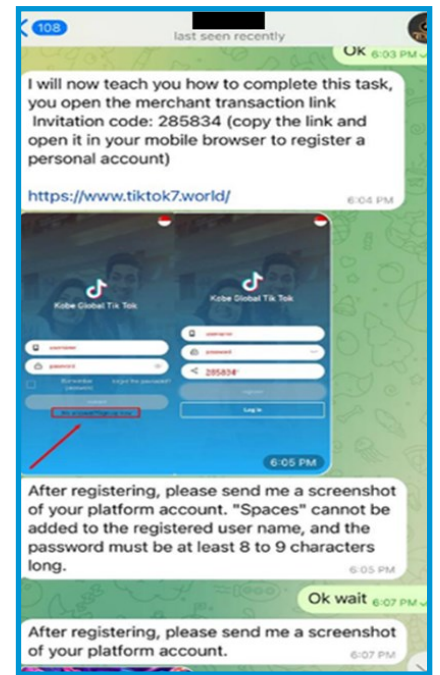 108
last seen recently
Ok 6:03 PM
I will now teach you how to complete this task,
you open the merchant transaction link
Invitation code: 285834 (copy the link and
open it in your mobile browser to register a
personal account)
https://www.tiktok7.world/
6:04 PM
Kobe Global Tik Tok
username
password
Kobe Global Tik Tok
username
password
285834
Log in
6:05 PM
After registering, please send me a screenshot
of your platform account. "Spaces" cannot be
added to the registered user name, and the
password must be at least 8 to 9 characters
long.
6:05 PM
Ok wait 6:07 PM
After registering, please send me a screenshot
of your platform account.
6:07 PM